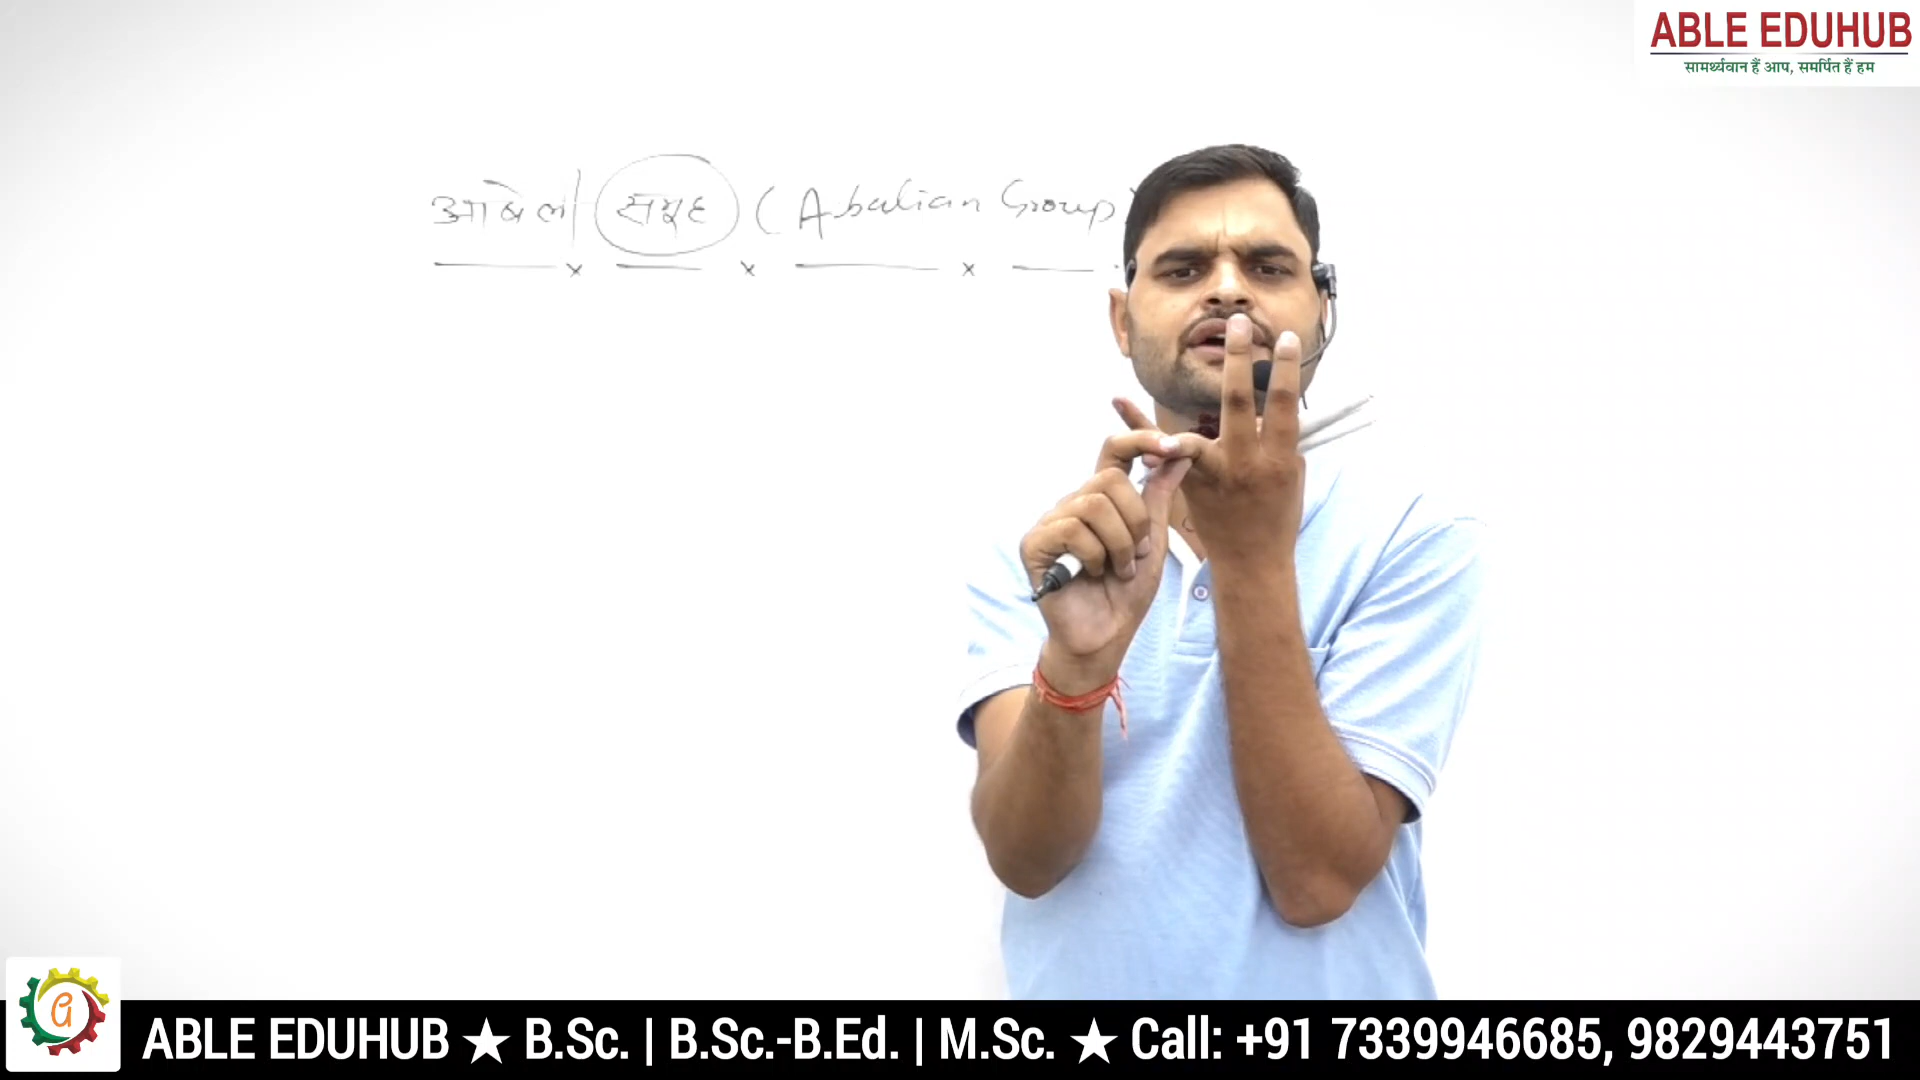 ABLE EDUHUB
सामर्थ्यवान हैं आप, समर्पित हैं हम
आबेल समूह (Abalian Group
ABLE EDUHUB ★ B.Sc. | B.Sc.-B.Ed. | M.Sc. ★ Call: +91 7339946685, 9829443751